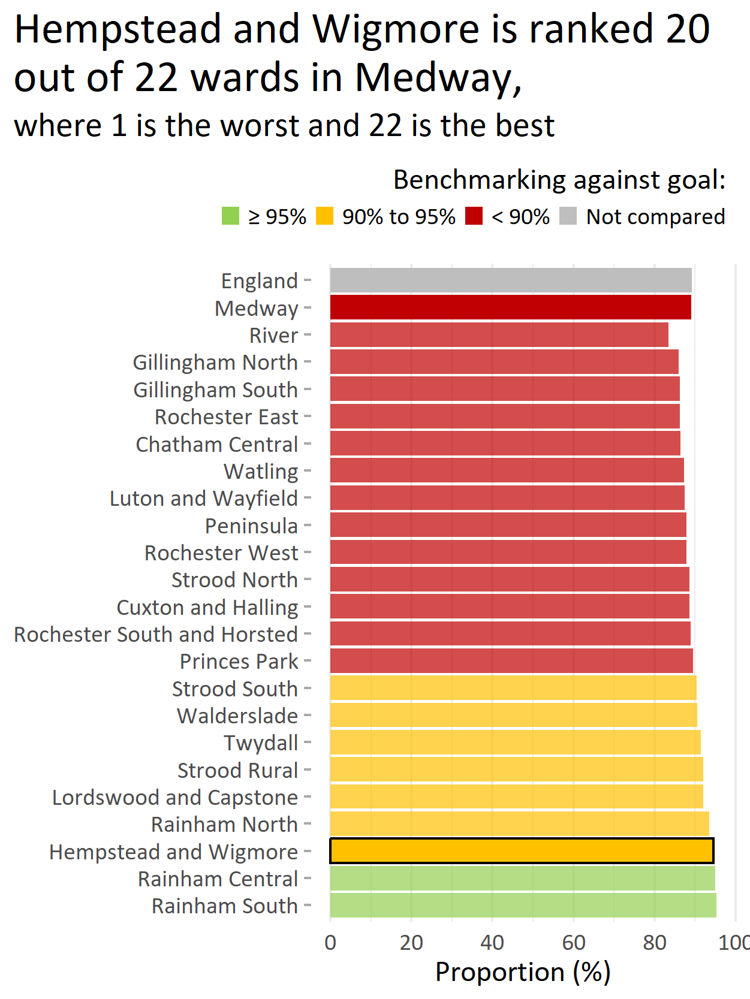 Hempstead and Wigmore is ranked 20
out of 22 wards in Medway,
where 1 is the worst and 22 is the best
Benchmarking against goal:
≥ 95% 90% to 95% < 90% Not compared
England
Medway
River
Gillingham North
Gillingham South
Rochester East
Chatham Central
Watling
Luton and Wayfield
Peninsula
Rochester West
Strood North
Cuxton and Halling
Rochester South and Horsted
Princes Park
Strood South
Walderslade
Twydall
Strood Rural
Lordswood and Capstone
Rainham North
Hempstead and Wigmore
Rainham Central
Rainham South
0 20 40 60 80 100
Proportion (%)